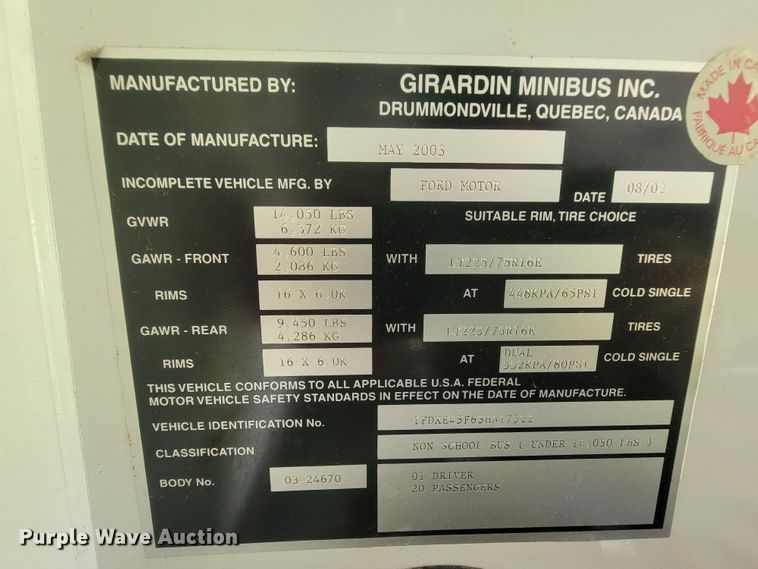 MANUFACTURED BY: GIRARDIN MINIBUS INC.
DRUMMONDVILLE, QUEBEC, CANADA
MADE IN CA
FABRIQUÉ AU CA
DATE OF MANUFACTURE: MAY 2003
INCOMPLETE VEHICLE MFG. BY FORD MOTOR DATE 08/02
GVWR 14,050 LBS
6,372 KG
SUITABLE RIM, TIRE CHOICE
GAWR - FRONT 4,600 LBS
2,086 KG
WITH LT225/75R16E TIRES
RIMS 16 X 6.0K AT 448KPA/65PSI COLD SINGLE
GAWR - REAR 9,450 LBS
4,286 KG
WITH LT225/75R16E TIRES
RIMS 16 X 6.0K AT DUAL
552KPA/80PSI COLD SINGLE
THIS VEHICLE CONFORMS TO ALL APPLICABLE U.S.A. FEDERAL
MOTOR VEHICLE SAFETY STANDARDS IN EFFECT ON THE DATE OF MANUFACTURE.
VEHICLE IDENTIFICATION No.
CLASSIFICATION NON SCHOOL BUS ( UNDER 14,050 LBS )
BODY No. 03-24670 01 DRIVER
20 PASSENGERS
Purple Wave Auction